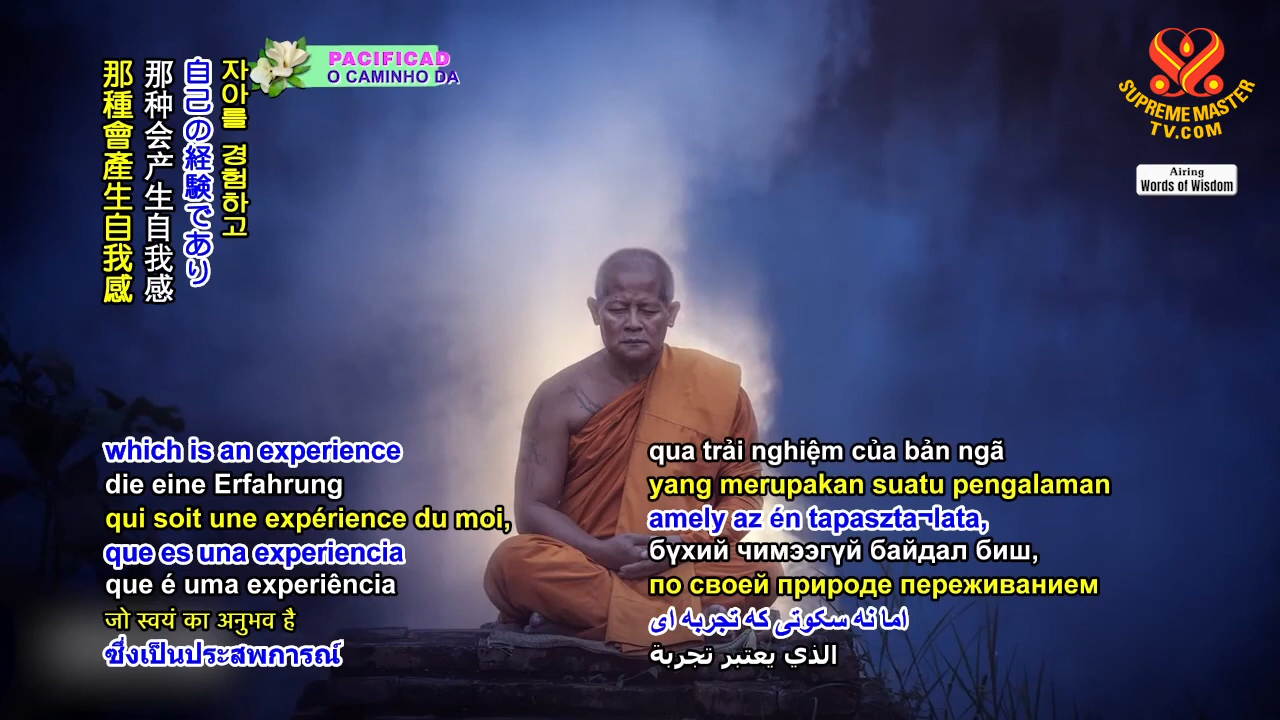 자아를 경험하고
自己の経験であり
那种会产生自我感
那種會產生自我感
PACIFICAD
O CAMINHO DA
SUPREME MASTER
TV.COM
Airing
Words of Wisdom
which is an experience
die eine Erfahrung
qui soit une expérience du moi,
que es una experiencia
que é uma experiência
जो स्वयं का अनुभव है
ซึ่งเป็นประสพการณ์
qua trải nghiệm của bản ngã
yang merupakan suatu pengalaman
amely az én tapaszta¬lata,
бүхий чимээгүй байдал биш,
по своей природе переживанием
اما نه سکوتی که تجربه ای
الذي يعتبر تجربة